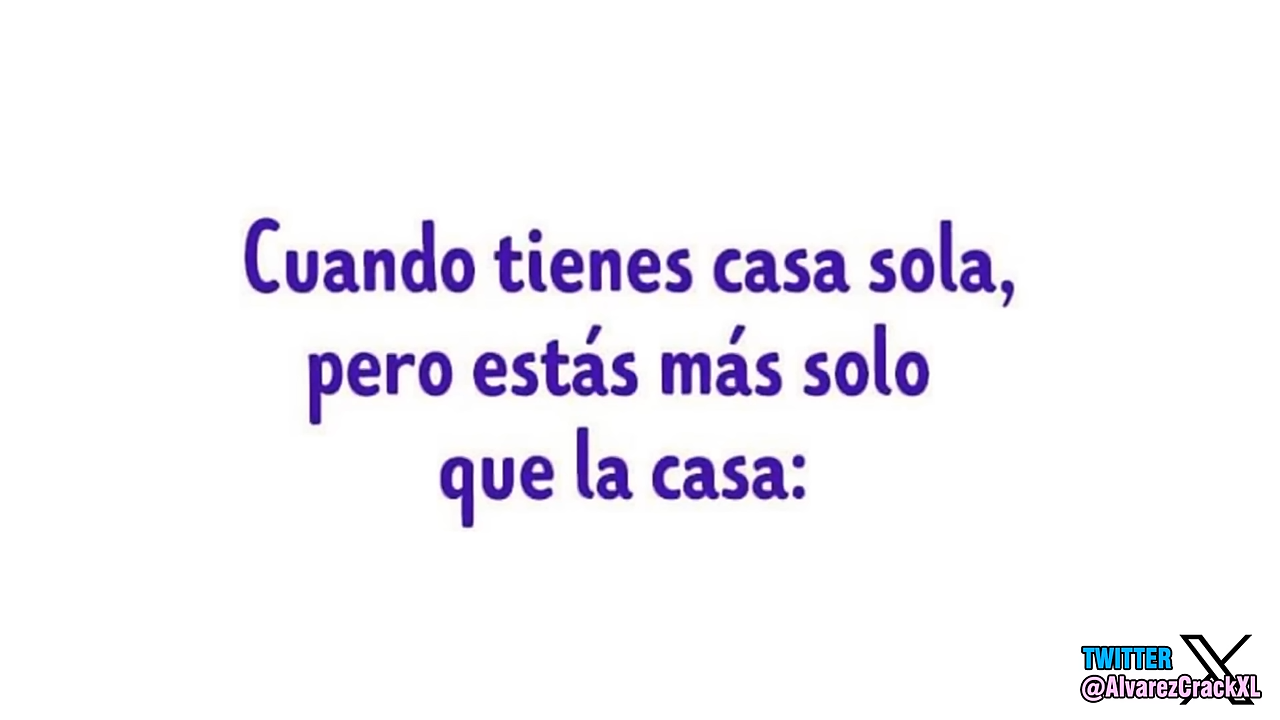 Cuando tienes casa sola,
pero estás más solo
que la casa:
TWITTER
@AlvarezCrackXL